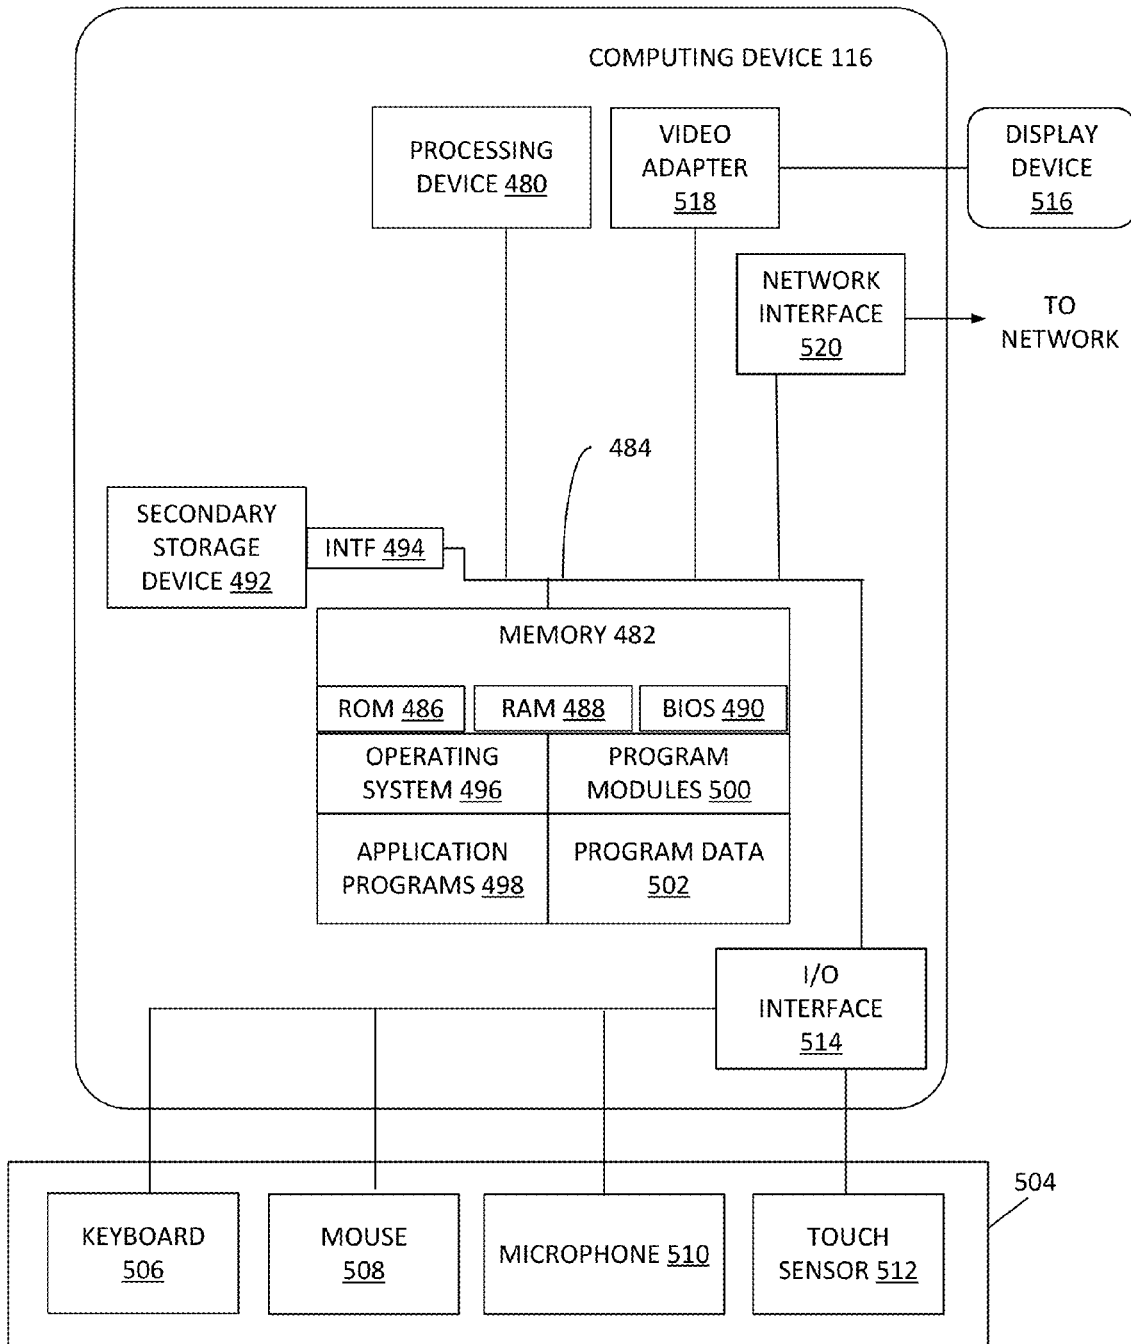 COMPUTING DEVICE 116
PROCESSING
DEVICE 480
VIDEO
ADAPTER
518
DISPLAY
DEVICE
516
NETWORK
INTERFACE
520
TO
NETWORK
484
SECONDARY
STORAGE
DEVICE 492
INTF 494
MEMORY 482
ROM 486
RAM 488
BIOS 490
OPERATING
SYSTEM 496
PROGRAM
MODULES 500
APPLICATION
PROGRAMS 498
PROGRAM DATA
502
I/O
INTERFACE
514
504
KEYBOARD
506
MOUSE
508
MICROPHONE 510
TOUCH
SENSOR 512